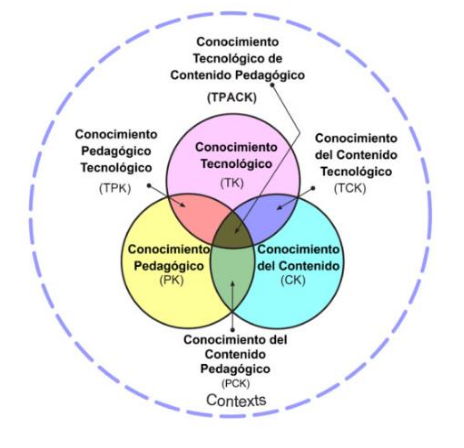 Conocimiento
Tecnológico de
Contenido Pedagógico
(TPACK)
Conocimiento
Pedagógico
Tecnológico
(TPK)
Conocimiento
Tecnológico
(TK)
Conocimiento
del Contenido
Tecnológico
(TCK)
Conocimiento
Pedagógico
(PK)
Conocimiento
del Contenido
(CK)
Conocimiento del
Contenido
Pedagógico
(PCK)
Contexts